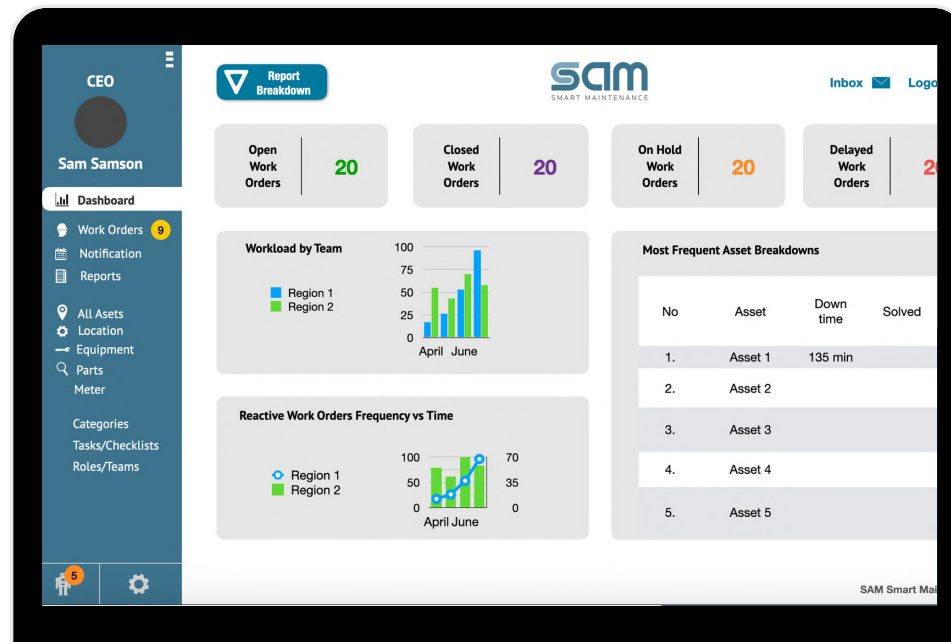 CEO
Sam Samson
Dashboard
Work Orders 9
Notification
Reports
All Asets
Location
Equipment
Parts
Meter
Categories
Tasks/Checklists
Roles/Teams
5
Report
Breakdown
sam
SMART MAINTENANCE
Inbox
Logo
Open
Work
Orders
20
Closed
Work
Orders
20
On Hold
Work
Orders
20
Delayed
Work
Orders
2
Workload by Team
Region 1
Region 2
100
75
50
25
0
April June
Reactive Work Orders Frequency vs Time
Region 1
Region 2
100 70
50 35
0 0
April June
Most Frequent Asset Breakdowns
No Asset Down time Solved
1. Asset 1 135 min
2. Asset 2
3. Asset 3
4. Asset 4
5. Asset 5
SAM Smart Mai